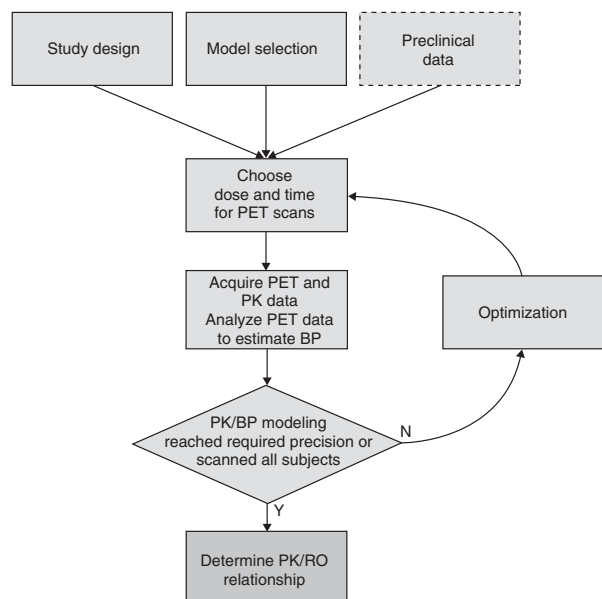 Study design
Model selection
Preclinical
data
Choose
dose and time
for PET scans
Acquire PET and
PK data
Analyze PET data
to estimate BP
Optimization
PK/BP modeling
reached required precision or
scanned all subjects
N
Y
Determine PK/RO
relationship